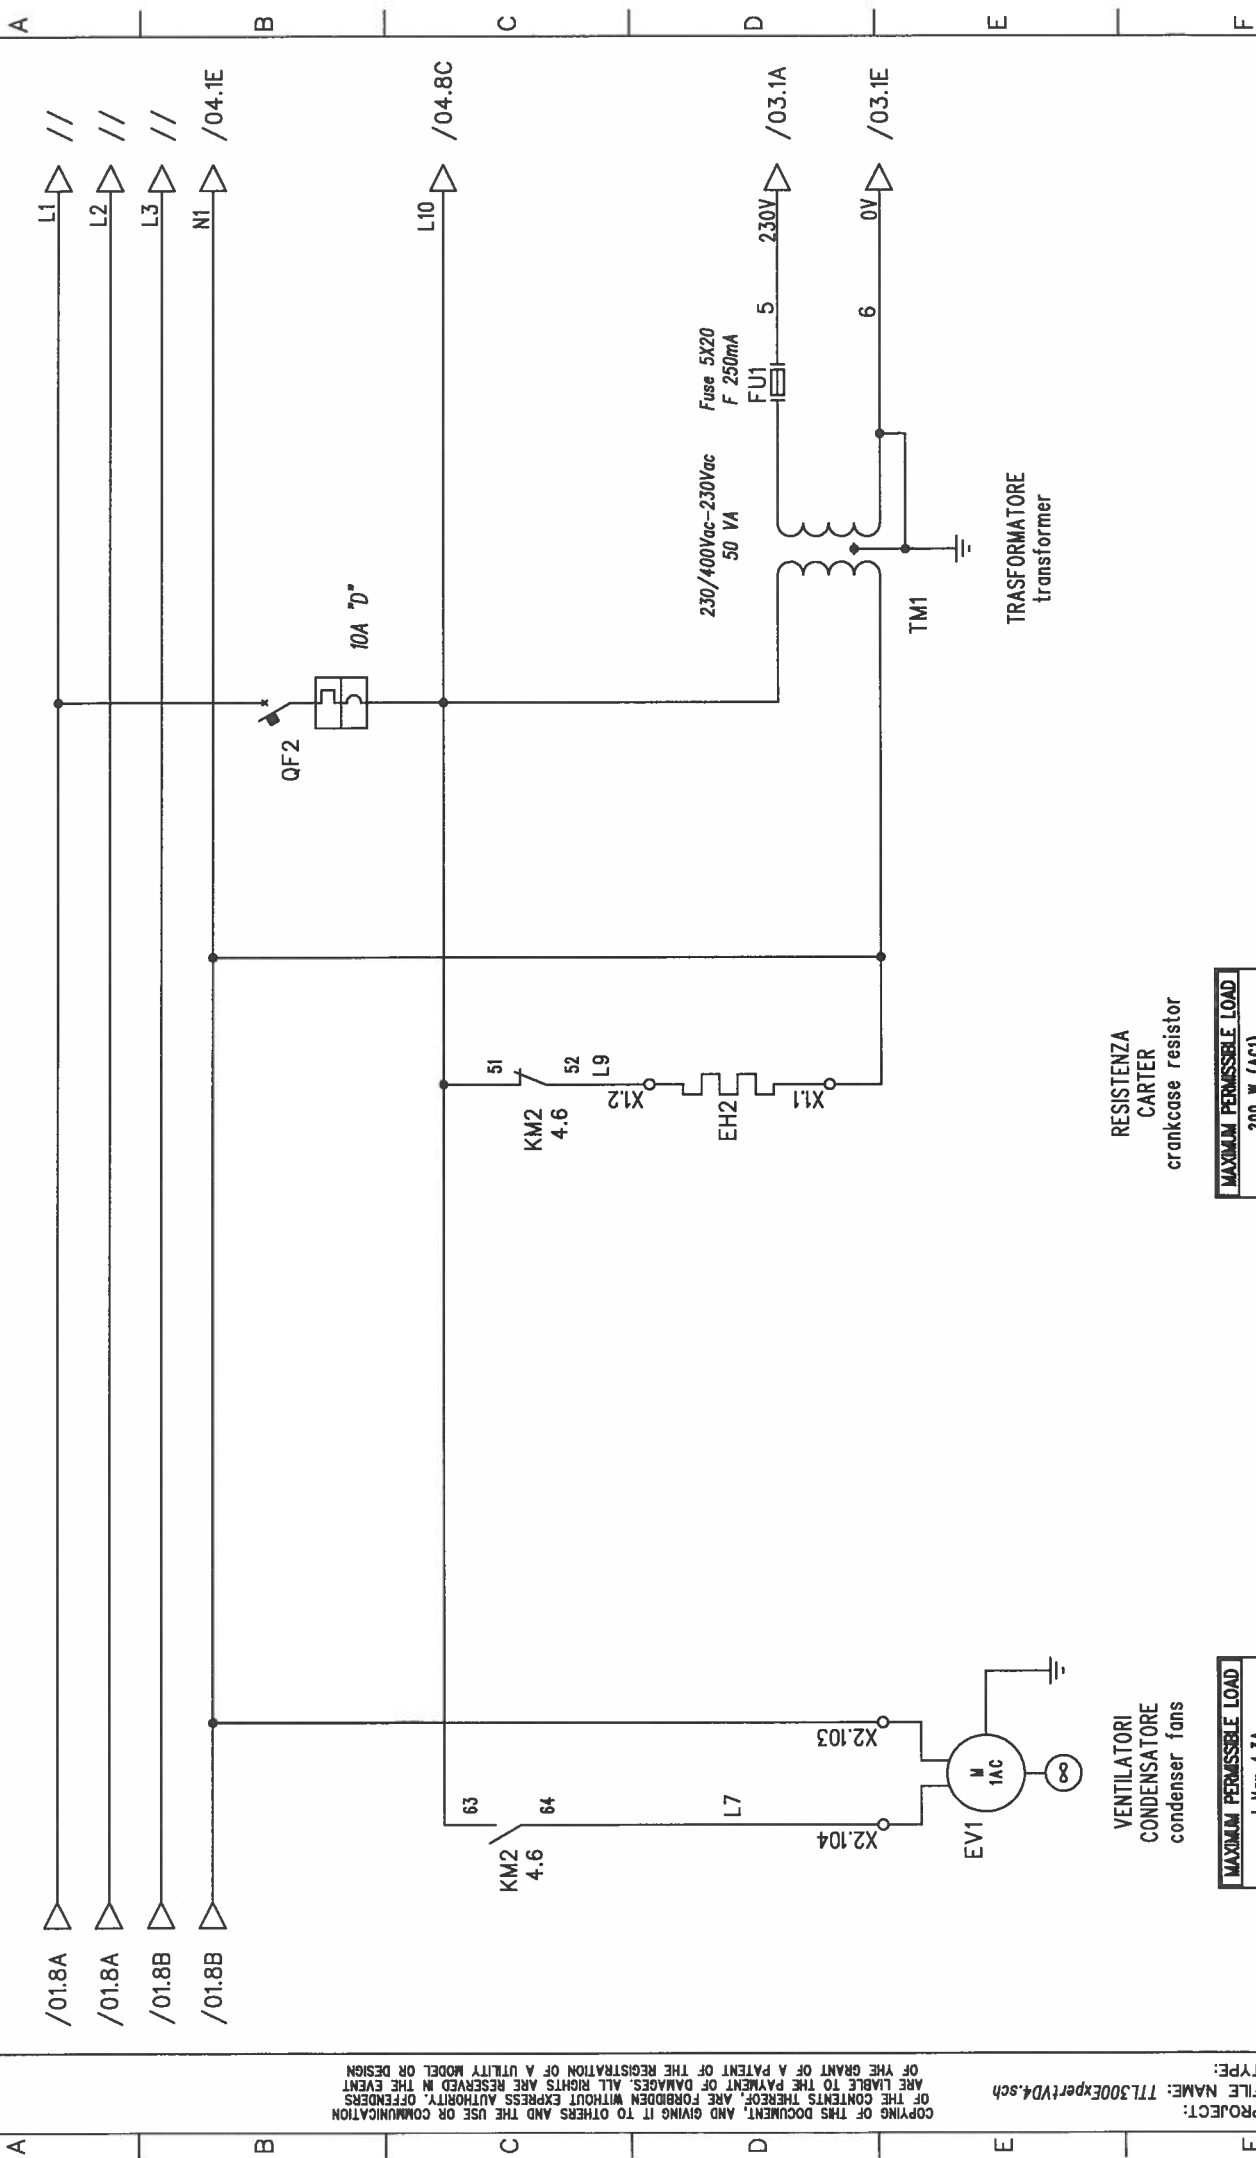 A
B
C
D
E
F
/01.8A
/01.8A
/01.8B
/01.8B
L1
//
L2
//
L3
//
N1
/04.1E
L10
/04.8C
230V
/03.1A
0V
/03.1E
QF2
10A "D"
KM2
4.6
63
64
L7
X2.104
X2.103
EV1
M
1AC
VENTILATORI
CONDENSATORE
condenser fans
MAXIMUM PERMISSIBLE LOAD
KM2
4.6
51
52
L9
X1.2
EH2
X1.1
RESISTENZA
CARTER
crankcase resistor
MAXIMUM PERMISSIBLE LOAD
200 W (AC1)
230/400Vac-230Vac
50 VA
Fuse 5X20
F 250mA
FU1
5
6
TM1
TRASFORMATORE
transformer
COPYING OF THIS DOCUMENT, AND GIVING IT TO OTHERS AND THE USE OR COMMUNICATION
OF THE CONTENTS THEREOF, ARE FORBIDDEN WITHOUT EXPRESS AUTHORITY. OFFENDERS
ARE LIABLE TO THE PAYMENT OF DAMAGES. ALL RIGHTS ARE RESERVED IN THE EVENT
OF YHE GRANT OF A PATENT OF THE REGISTRATION OF A UTILITY MODEL OR DESIGN
PROJECT:
FILE NAME: TTL300ExpertVD4.sch
TYPE:
A
B
C
D
E
F